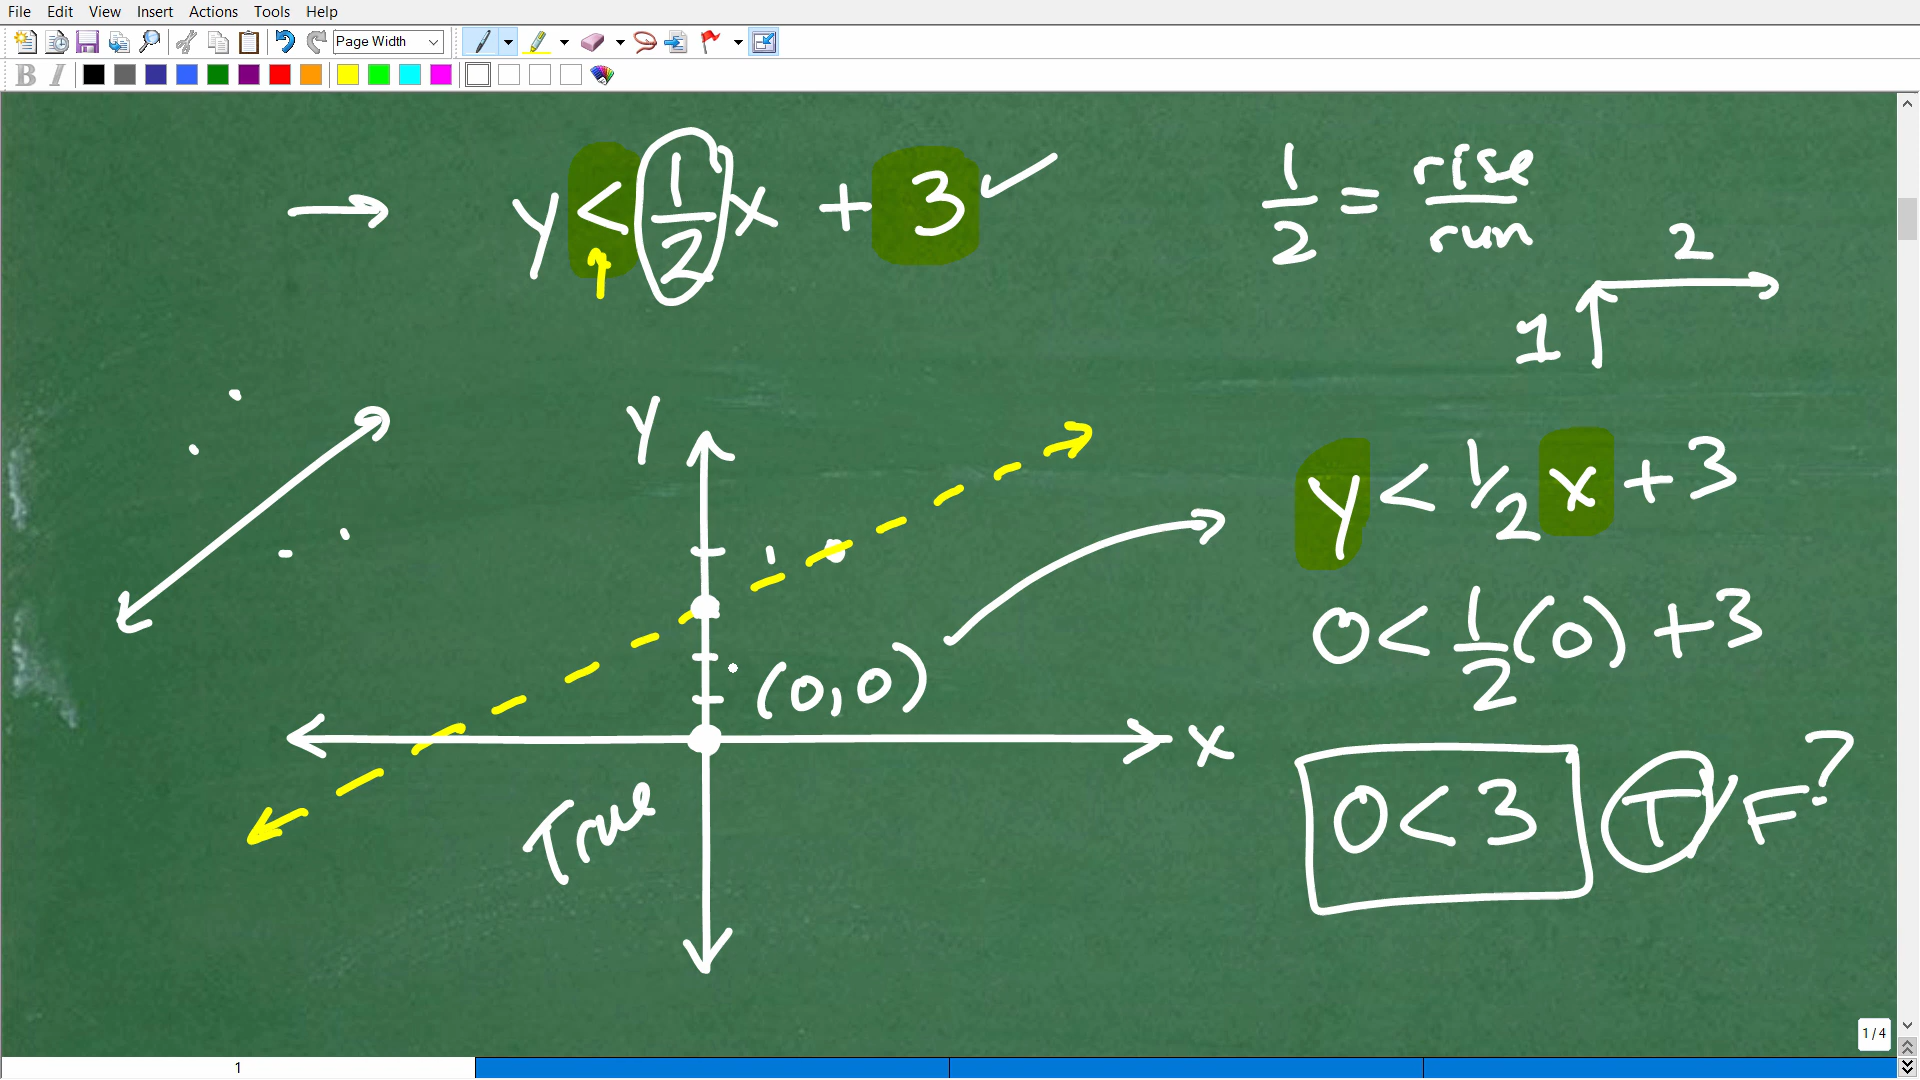 File Edit View Insert Actions Tools Help
Page Width
B I
→ y < 1/2 x + 3 ✓
1/2 = rise/run
2
1
y
y < 1/2 x + 3
0 < 1/2 (0) + 3
(0,0)
x
True
0 < 3 T/F?
1 / 4
1